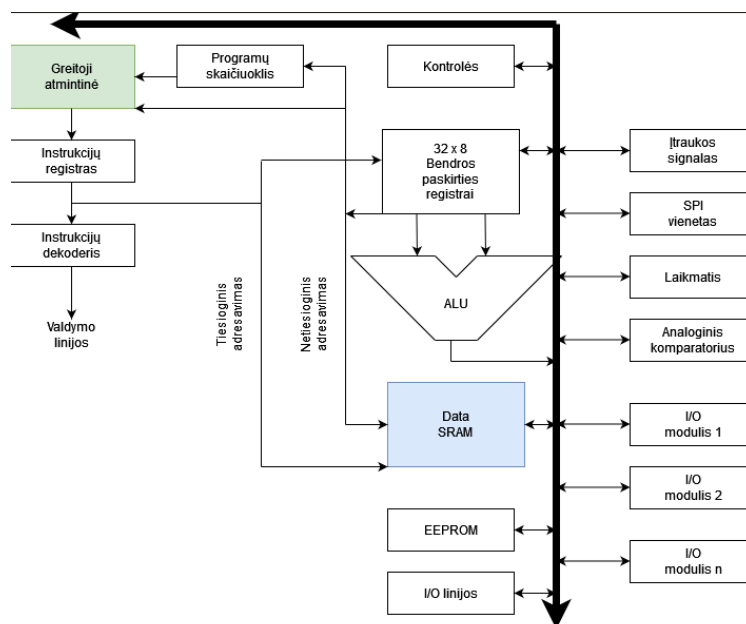 Greitoji
atmintinė
Programų
skaičiuoklis
Kontrolės
Instrukcijų
registras
32 x 8
Bendros
paskirties
registrai
Įtraukos
signalas
SPI
vienetas
Instrukcijų
dekoderis
Laikmatis
ALU
Valdymo
linijos
Tiesioginis
adresavimas
Netiesioginis
adresavimas
Analoginis
komparatorius
Data
SRAM
I/O
modulis 1
I/O
modulis 2
EEPROM
I/O
modulis n
I/O linijos